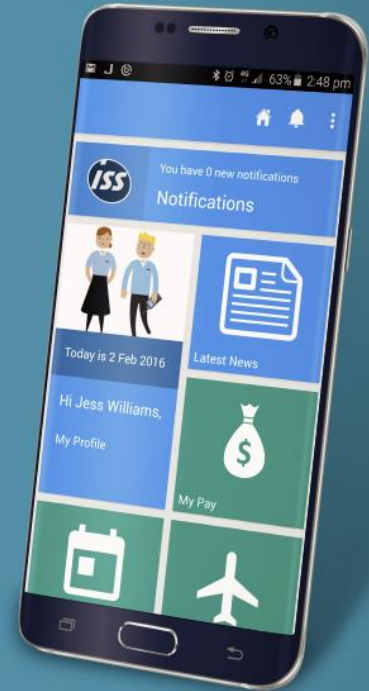 63% 2:48 pm
ISS
You have 0 new notifications
Notifications
Today is 2 Feb 2016
Latest News
Hi Jess Williams,
My Profile
$
My Pay